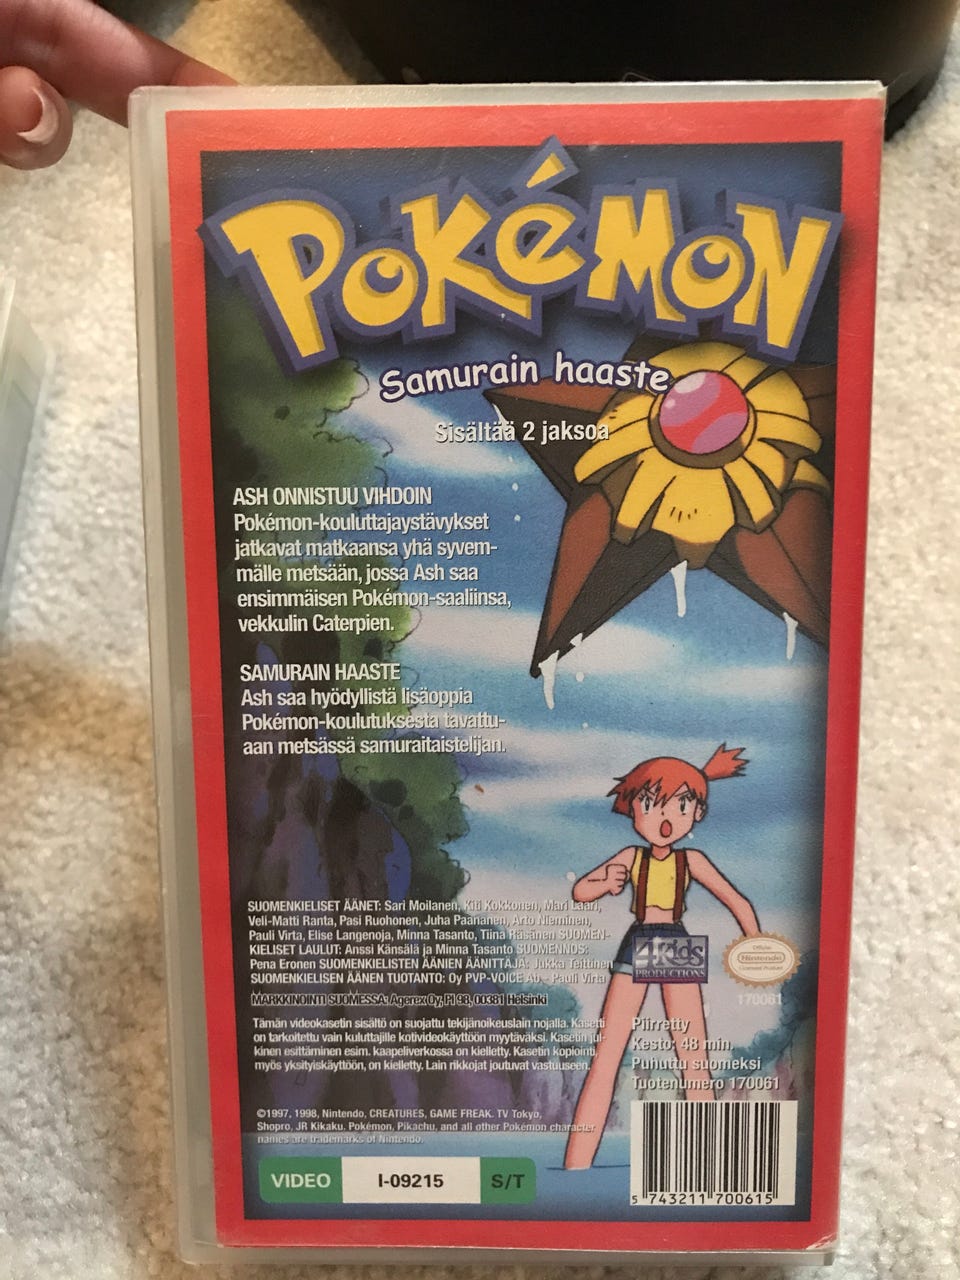 POKÉMON
Samurain haaste
Sisältää 2 jaksoa
ASH ONNISTUU VIHDOIN
Pokémon-kouluttajaystävykset
jatkavat matkaansa yhä syvem-
mälle metsään, jossa Ash saa
ensimmäisen Pokémon-saaliinsa,
vekkulin Caterpien.
SAMURAIN HAASTE
Ash saa hyödyllistä lisäoppia
Pokémon-koulutuksesta tavattu-
aan metsässä samuraitaistelijan.
SUOMENKIELISET ÄÄNET: Sari Moilanen, Kiti Kokkonen, Mari Laari,
Veli-Matti Ranta, Pasi Ruohonen, Juha Paananen, Arto Nieminen,
Pauli Virta, Elise Langenoja, Minna Tasanto, Tiina Räsänen SUOMEN-
KIELISET LAULUT: Anssi Känsälä ja Minna Tasanto SUOMENNOS:
Pena Eronen SUOMENKIELISTEN ÄÄNIEN ÄÄNITTÄJÄ: Jukka Teittinen
SUOMENKIELISEN ÄÄNEN TUOTANTO: Oy PVP-VOICE Ab - Pauli Virta
MARKKINOINTI SUOMESSA: Agerex Oy, Pl 98, 00381 Helsinki
Tämän videokasetin sisältö on suojattu tekijänoikeuslain nojalla. Kasetti
on tarkoitettu vain kuluttajille kotivideokäyttöön myytäväksi. Kasetin jul-
kinen esittäminen esim. kaapeliverkossa on kielletty. Kasetin kopiointi,
myös yksityiskäyttöön, on kielletty. Lain rikkojat joutuvat vastuuseen.
©1997, 1998, Nintendo, CREATURES, GAME FREAK. TV Tokyo,
Shopro, JR Kikaku. Pokémon, Pikachu, and all other Pokémon character
names are trademarks of Nintendo.
4Kids
PRODUCTIONS
Official
Nintendo
Licensed Product
170061
Piirretty
Kesto: 48 min.
Puhuttu suomeksi
Tuotenumero 170061
VIDEO I-09215 S/T
5 743211 700615